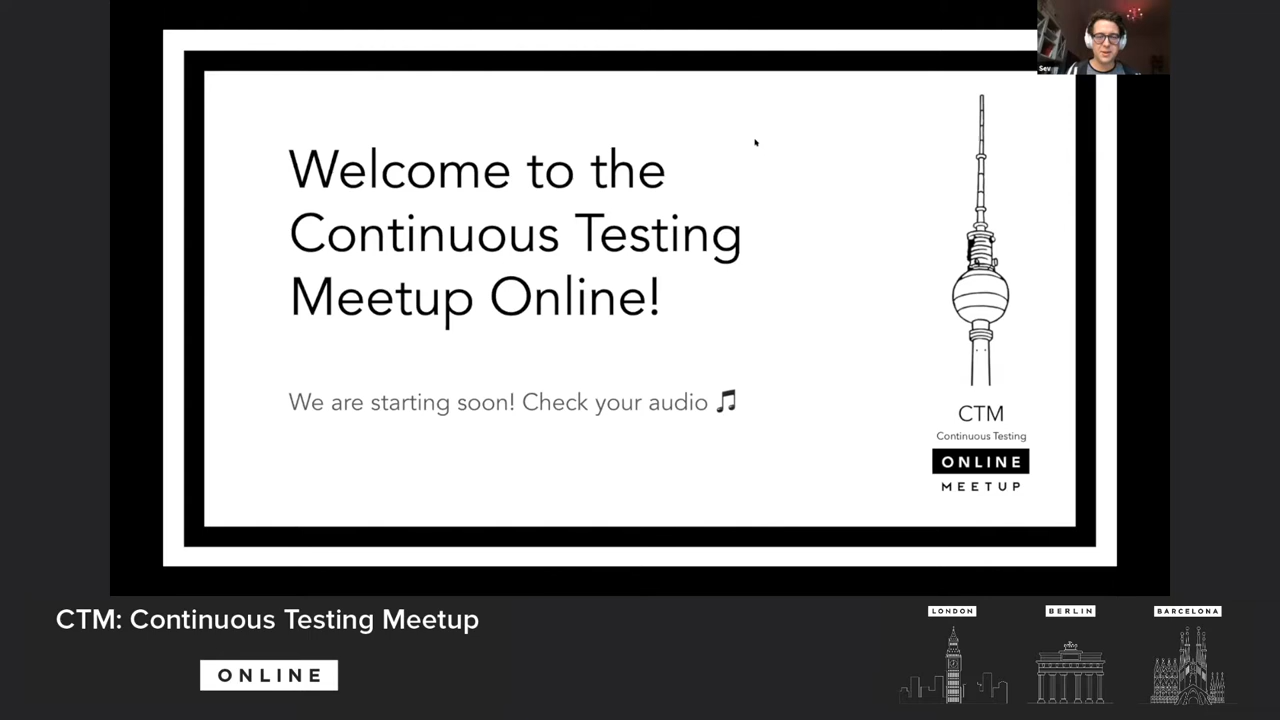 Sev
Welcome to the
Continuous Testing
Meetup Online!
We are starting soon! Check your audio 🎵
CTM
Continuous Testing
ONLINE
MEETUP
CTM: Continuous Testing Meetup
ONLINE
LONDON
BERLIN
BARCELONA